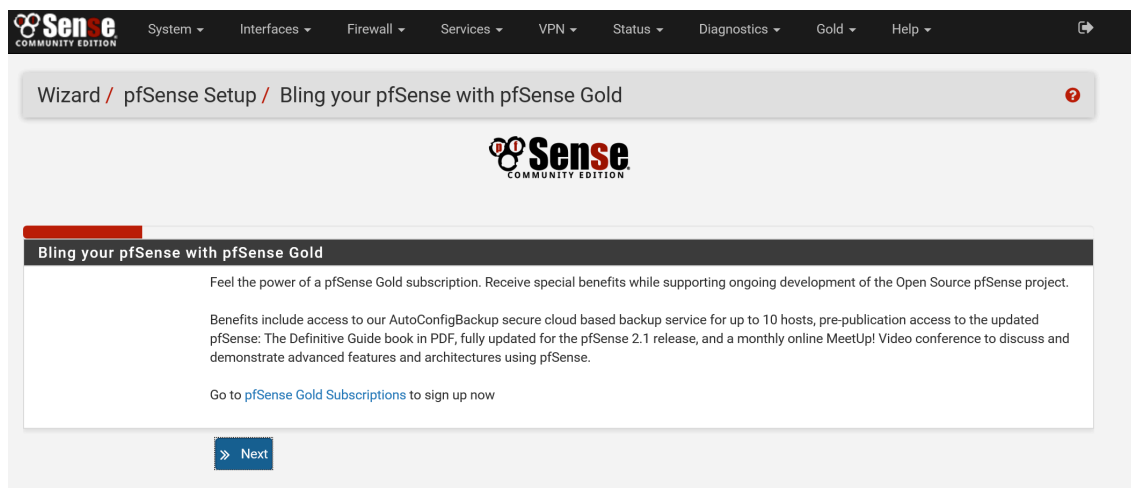 pfSense
COMMUNITY EDITION
System Interfaces Firewall Services VPN Status Diagnostics Gold Help
Wizard / pfSense Setup / Bling your pfSense with pfSense Gold
pfSense
COMMUNITY EDITION
Bling your pfSense with pfSense Gold
Feel the power of a pfSense Gold subscription. Receive special benefits while supporting ongoing development of the Open Source pfSense project.
Benefits include access to our AutoConfigBackup secure cloud based backup service for up to 10 hosts, pre-publication access to the updated
pfSense: The Definitive Guide book in PDF, fully updated for the pfSense 2.1 release, and a monthly online MeetUp! Video conference to discuss and
demonstrate advanced features and architectures using pfSense.
Go to pfSense Gold Subscriptions to sign up now
» Next